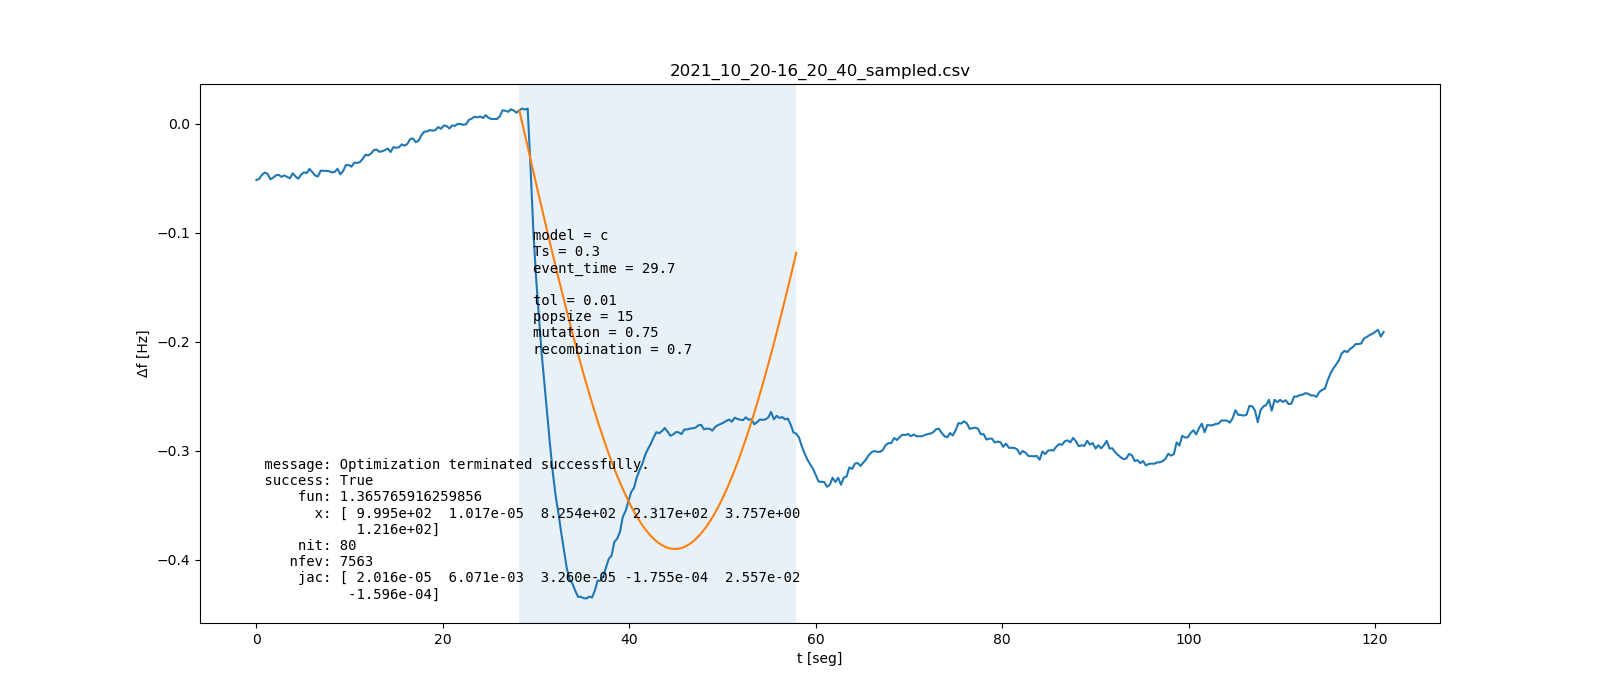 2021_10_20-16_20_40_sampled.csv
0.0
−0.1
−0.2
−0.3
−0.4
Δf [Hz]
model = c
Ts = 0.3
event_time = 29.7
tol = 0.01
popsize = 15
mutation = 0.75
recombination = 0.7
message: Optimization terminated successfully.
success: True
fun: 1.365765916259856
x: [ 9.995e+02  1.017e-05  8.254e+02  2.317e+02  3.757e+00
1.216e+02]
nit: 80
nfev: 7563
jac: [ 2.016e-05  6.071e-03  3.260e-05 -1.755e-04  2.557e-02
-1.596e-04]
0 20 40 60 80 100 120
t [seg]